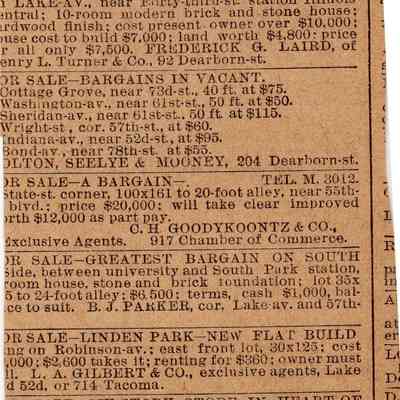 LAKE-AV., near Forty-third-st. station Illinois
entral; 10-room modern brick and stone house;
ardwood finish; cost present owner over $10,000;
ouse cost to build $7,000; land worth $4,800: price
r all only $7,500. FREDERICK G. LAIRD, of
enry L. Turner & Co., 92 Dearborn-st.
OR SALE—BARGAINS IN VACANT.
Cottage Grove, near 73d-st., 40 ft. at $75.
Washington-av., near 61st-st., 50 ft. at $50.
Sheridan-av., near 61st-st., 50 ft. at $115.
Wright-st, cor. 57th-st., at $60.
Indiana-av., near 52d-st., at $95.
Bond-av., near 78th-st. at $55.
OLTON, SEELYE & MOONEY, 204 Dearborn-st.
OR SALE—A BARGAIN—. TEL. M. 3012.
State-st. corner, 100x161 to 20-foot alley, near 55th-
blvd.; price $20,000; will take clear improved
orth $12,000 as part pay.
C. H. GOODYKOONTZ & CO.,
Exclusive Agents. 917 Chamber of Commerce.
OR SALE—GREATEST BARGAIN ON SOUTH
Side, between university and South Park station,
room house, stone and brick foundation; lot 35x
5 to 24-foot alley; $6,500; terms, cash $1,000, bal-
ce to suit. B. J. PARKER, cor. Lake-av. and 57th-
OR SALE—LINDEN PARK—NEW FLAT BUILD
ng on Robinson-av.; east front lot, 30x125; cost
,000; $2,600 takes it; renting for $360; owner must
ll. L. A. GILBERT & CO., exclusive agents, Lake
d 52d, or 714 Tacoma.
STOCK STORE IN HEART OF